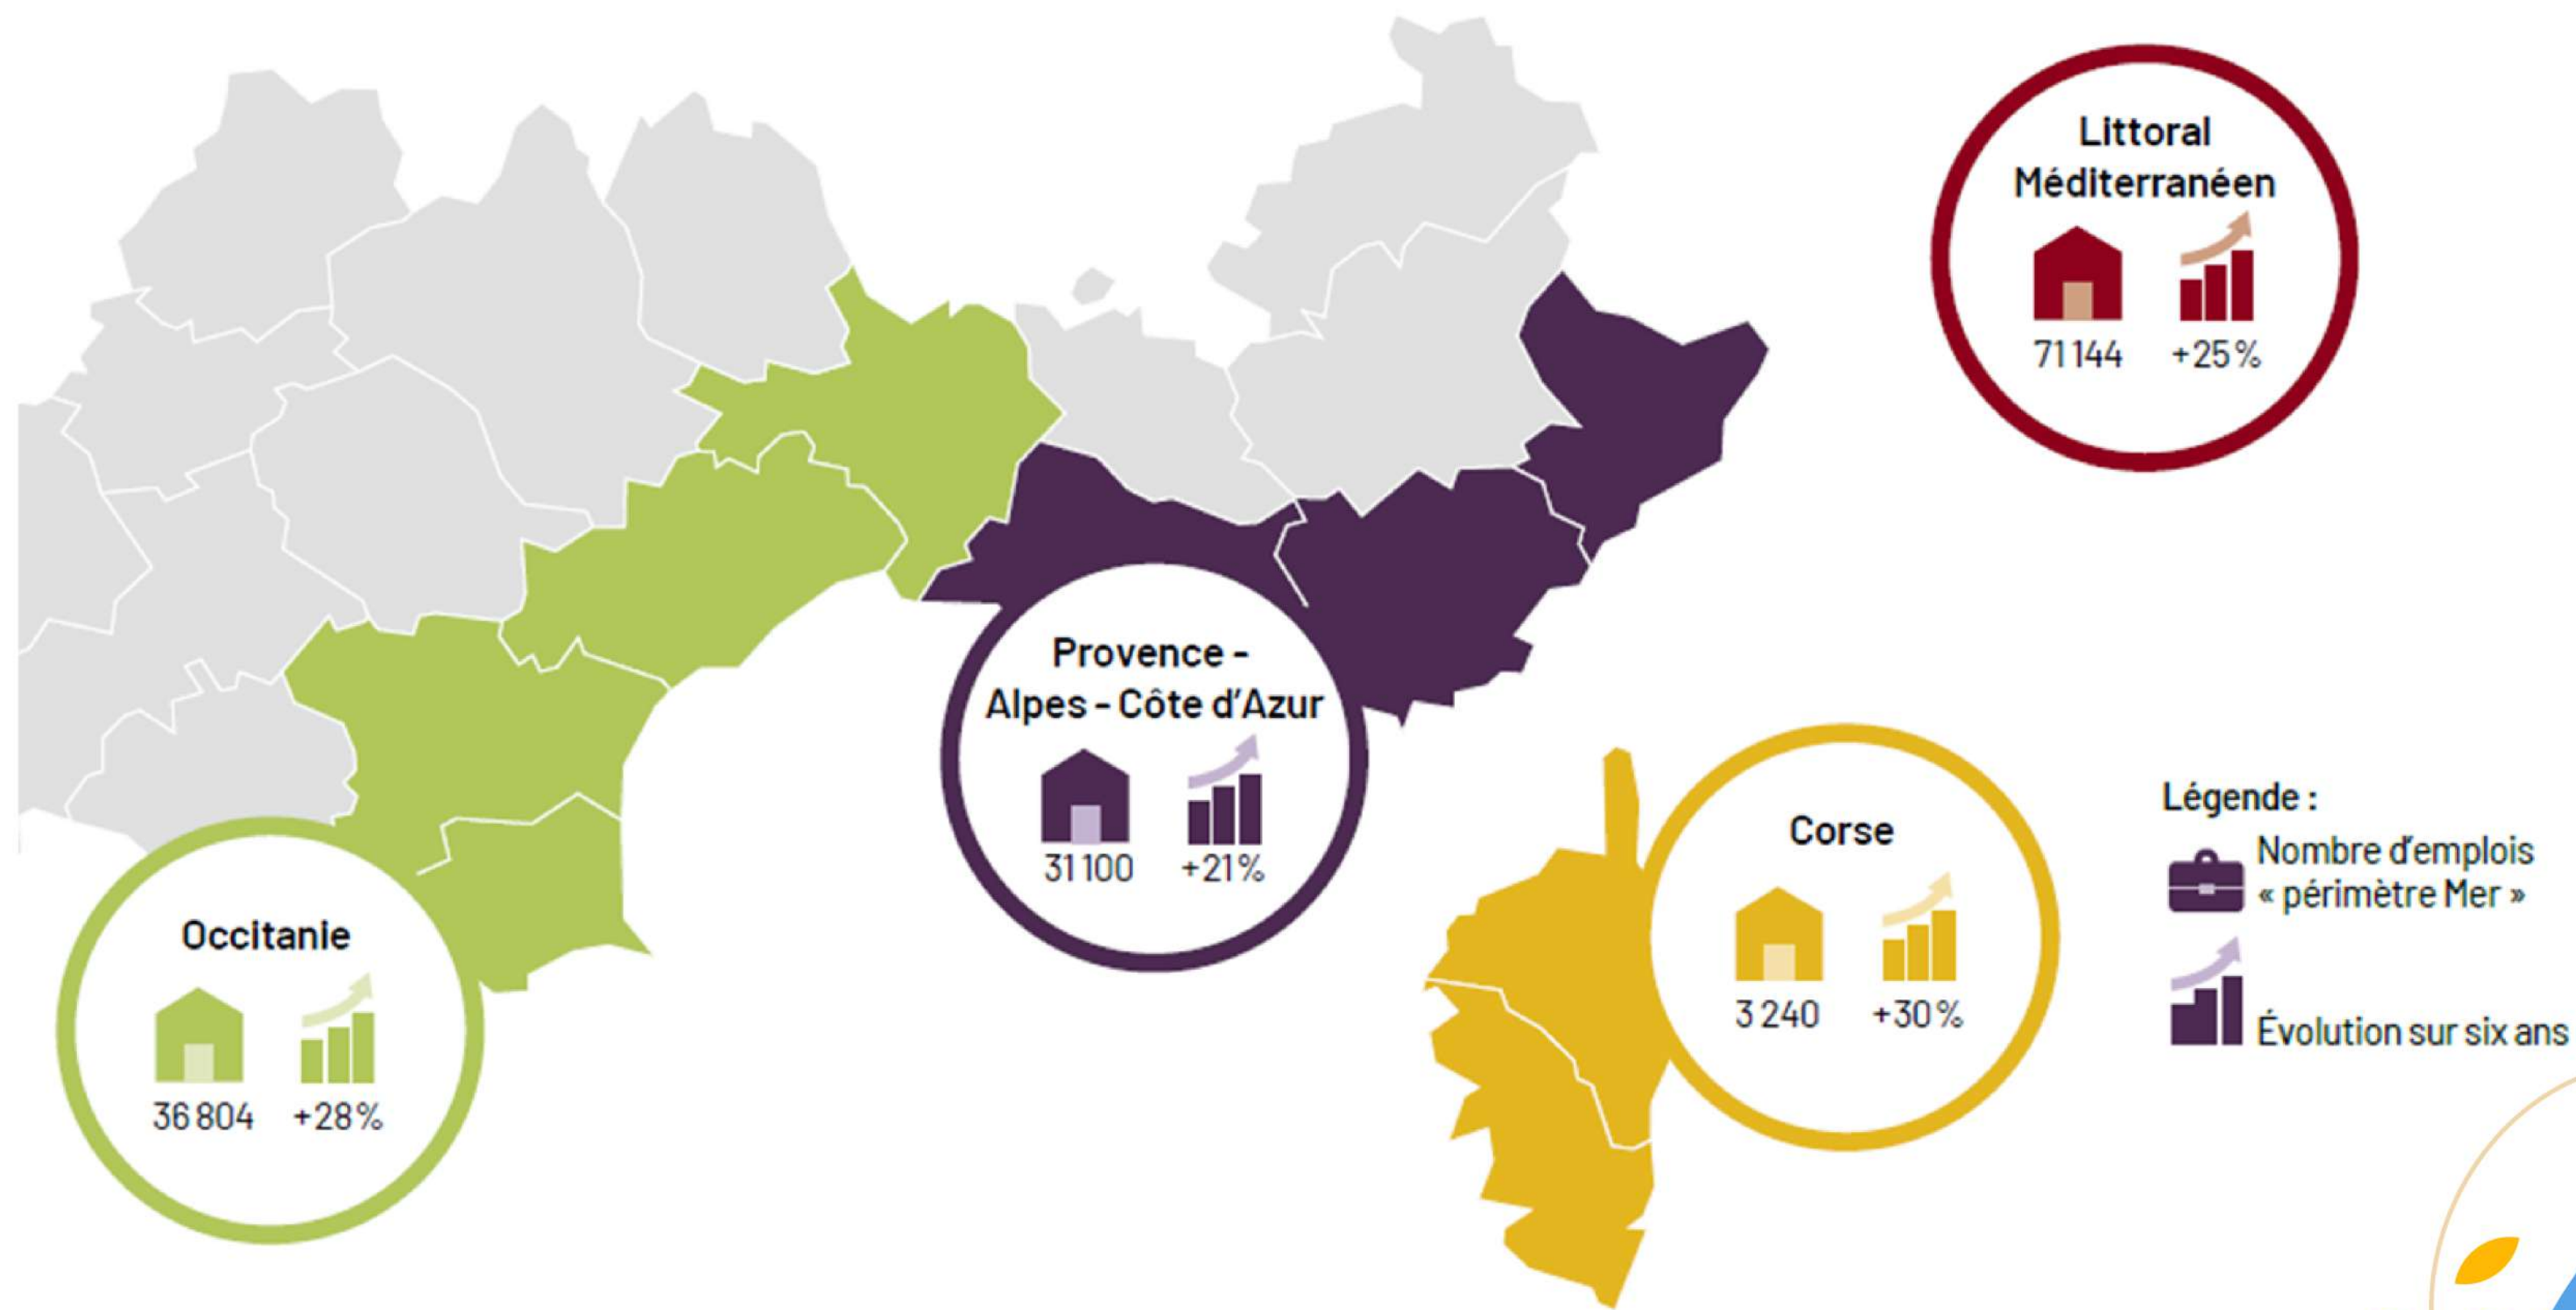 Littoral
Méditerranéen
71 144 +25 %
Provence -
Alpes - Côte d'Azur
31 100 +21%
Corse
3 240 +30 %
Occitanie
36 804 +28 %
Légende :
Nombre d'emplois
« périmètre Mer »
Évolution sur six ans